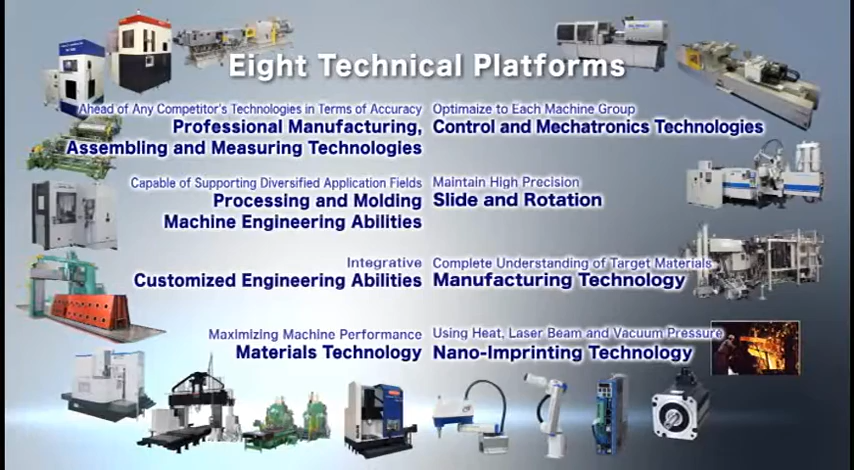 Eight Technical Platforms
Ahead of Any Competitor's Technologies in Terms of Accuracy
Professional Manufacturing,
Assembling and Measuring Technologies
Capable of Supporting Diversified Application Fields
Processing and Molding
Machine Engineering Abilities
Integrative
Customized Engineering Abilities
Maximizing Machine Performance
Materials Technology
Optimaize to Each Machine Group
Control and Mechatronics Technologies
Maintain High Precision
Slide and Rotation
Complete Understanding of Target Materials
Manufacturing Technology
Using Heat, Laser Beam and Vacuum Pressure
Nano-Imprinting Technology